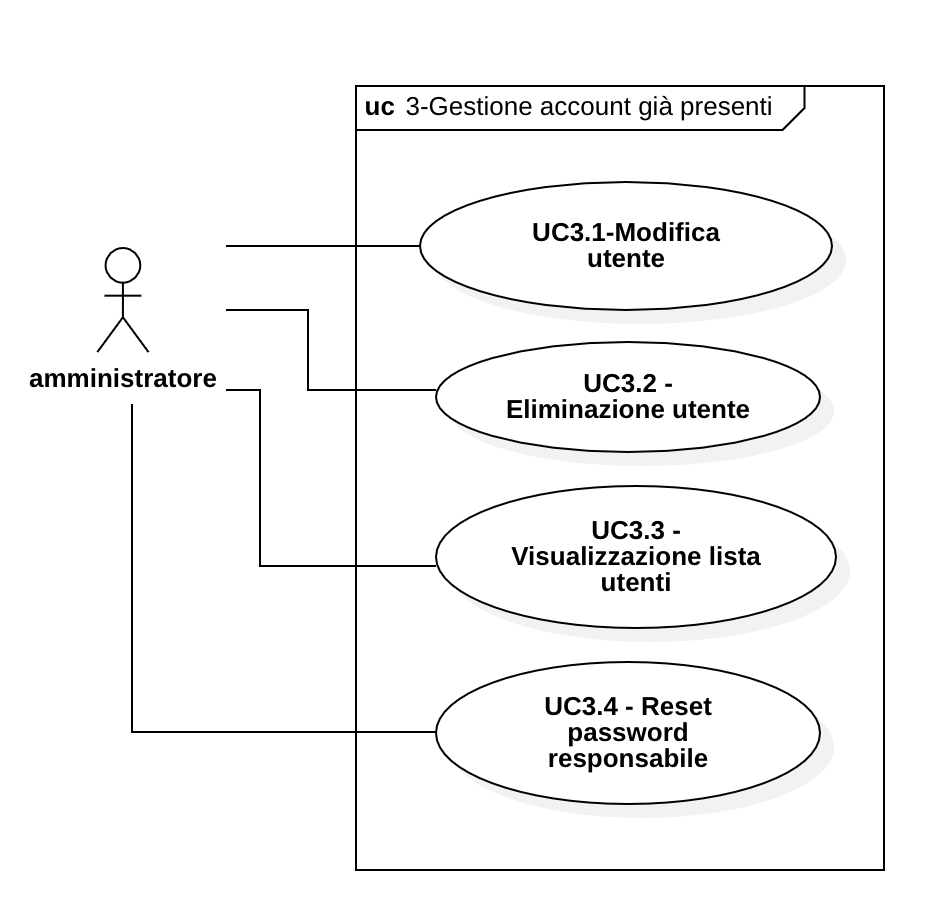 uc 3-Gestione account già presenti
UC3.1-Modifica
utente
amministratore
UC3.2 -
Eliminazione utente
UC3.3 -
Visualizzazione lista
utenti
UC3.4 - Reset
password
responsabile